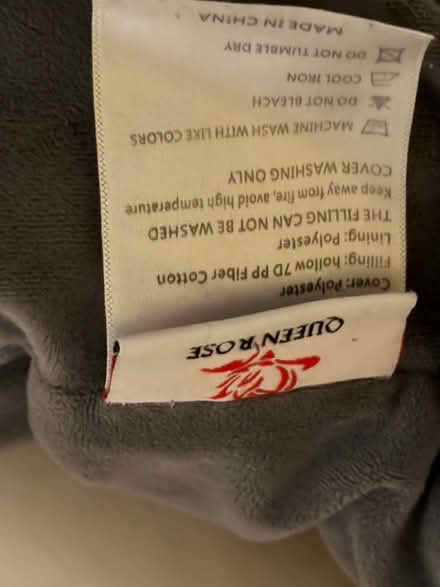 QUEEN ROSE
Cover: Polyester
Filling: hollow 7D PP Fiber Cotton
Lining: Polyester
THE FILLING CAN NOT BE WASHED
Keep away from fire, avoid high temperature
COVER WASHING ONLY
MACHINE WASH WITH LIKE COLORS
DO NOT BLEACH
COOL IRON
DO NOT TUMBLE DRY
MADE IN CHINA